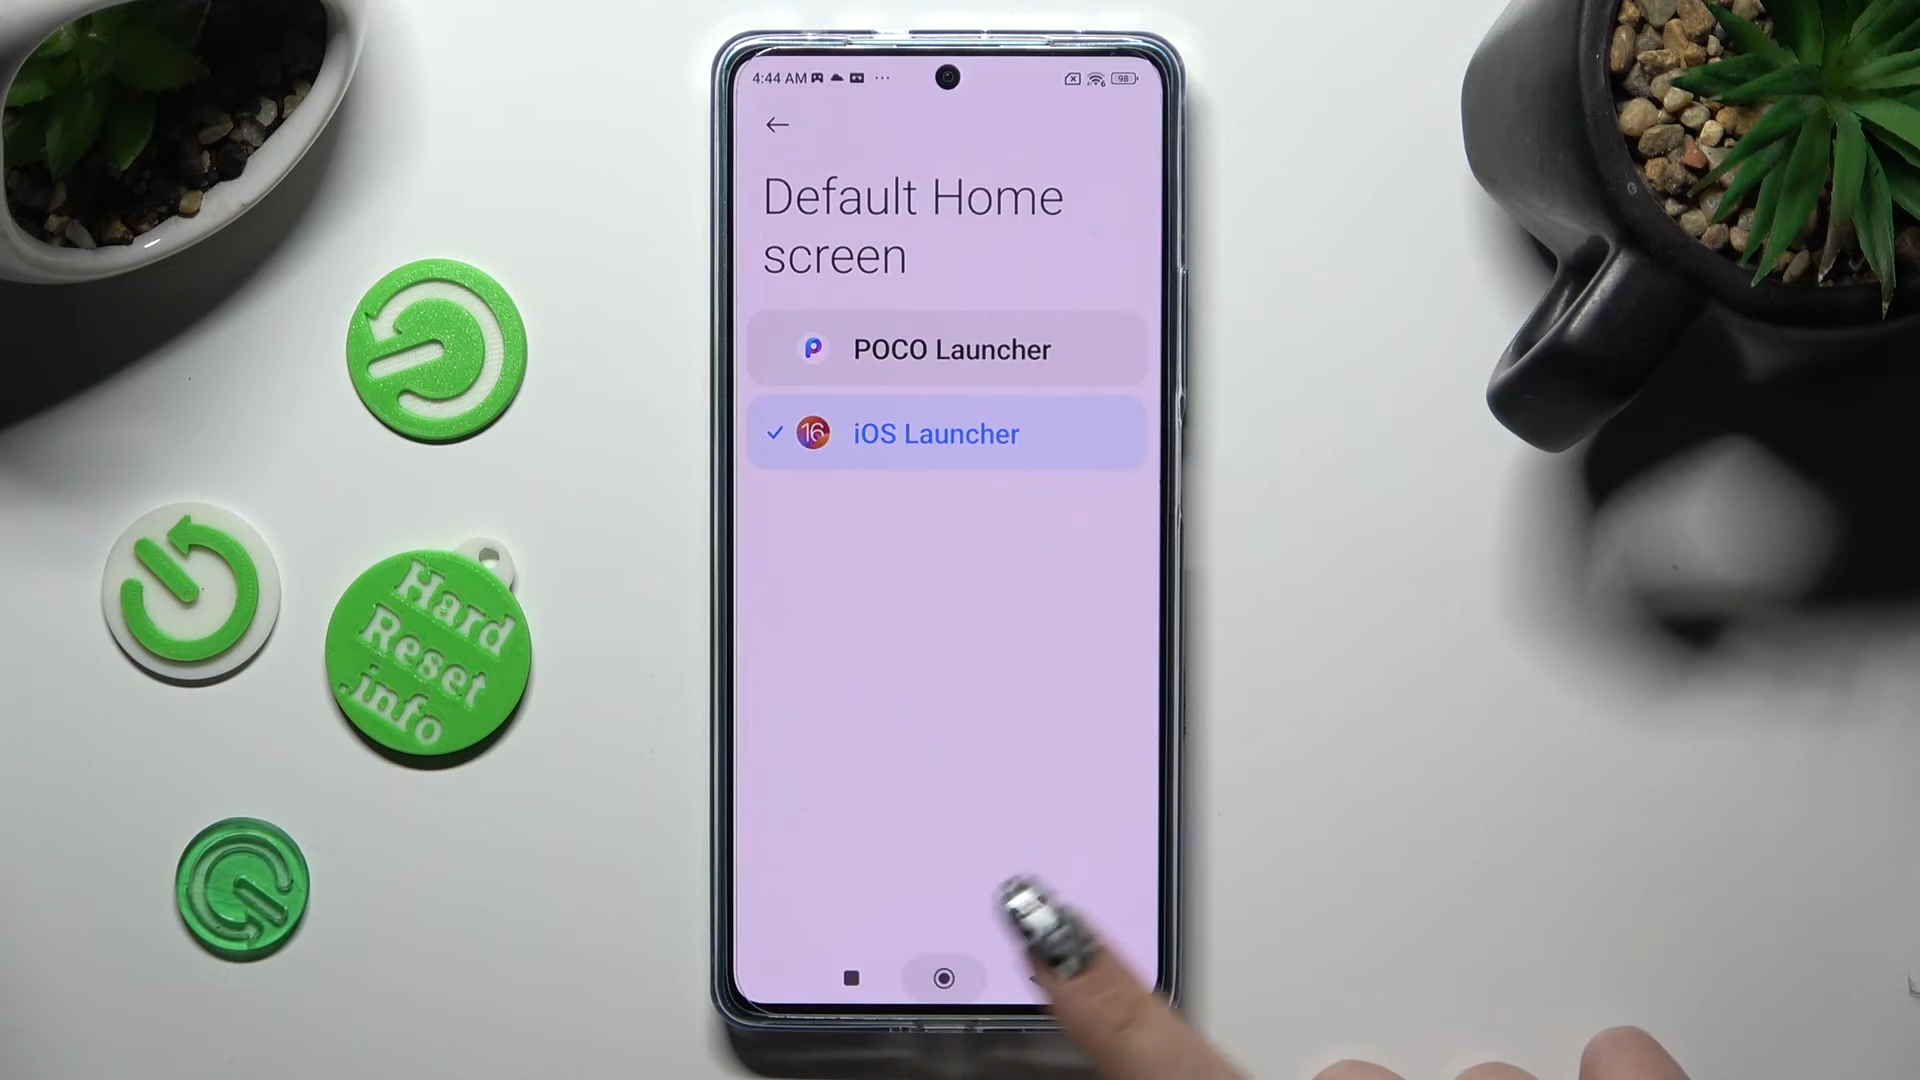 4:44 AM
98
Default Home
screen
POCO Launcher
16
iOS Launcher
Hard
Reset
.info